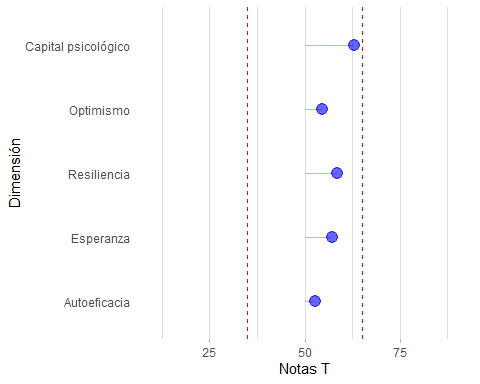 Dimensión
Capital psicológico
Optimismo
Resiliencia
Esperanza
Autoeficacia
25
50
75
Notas T